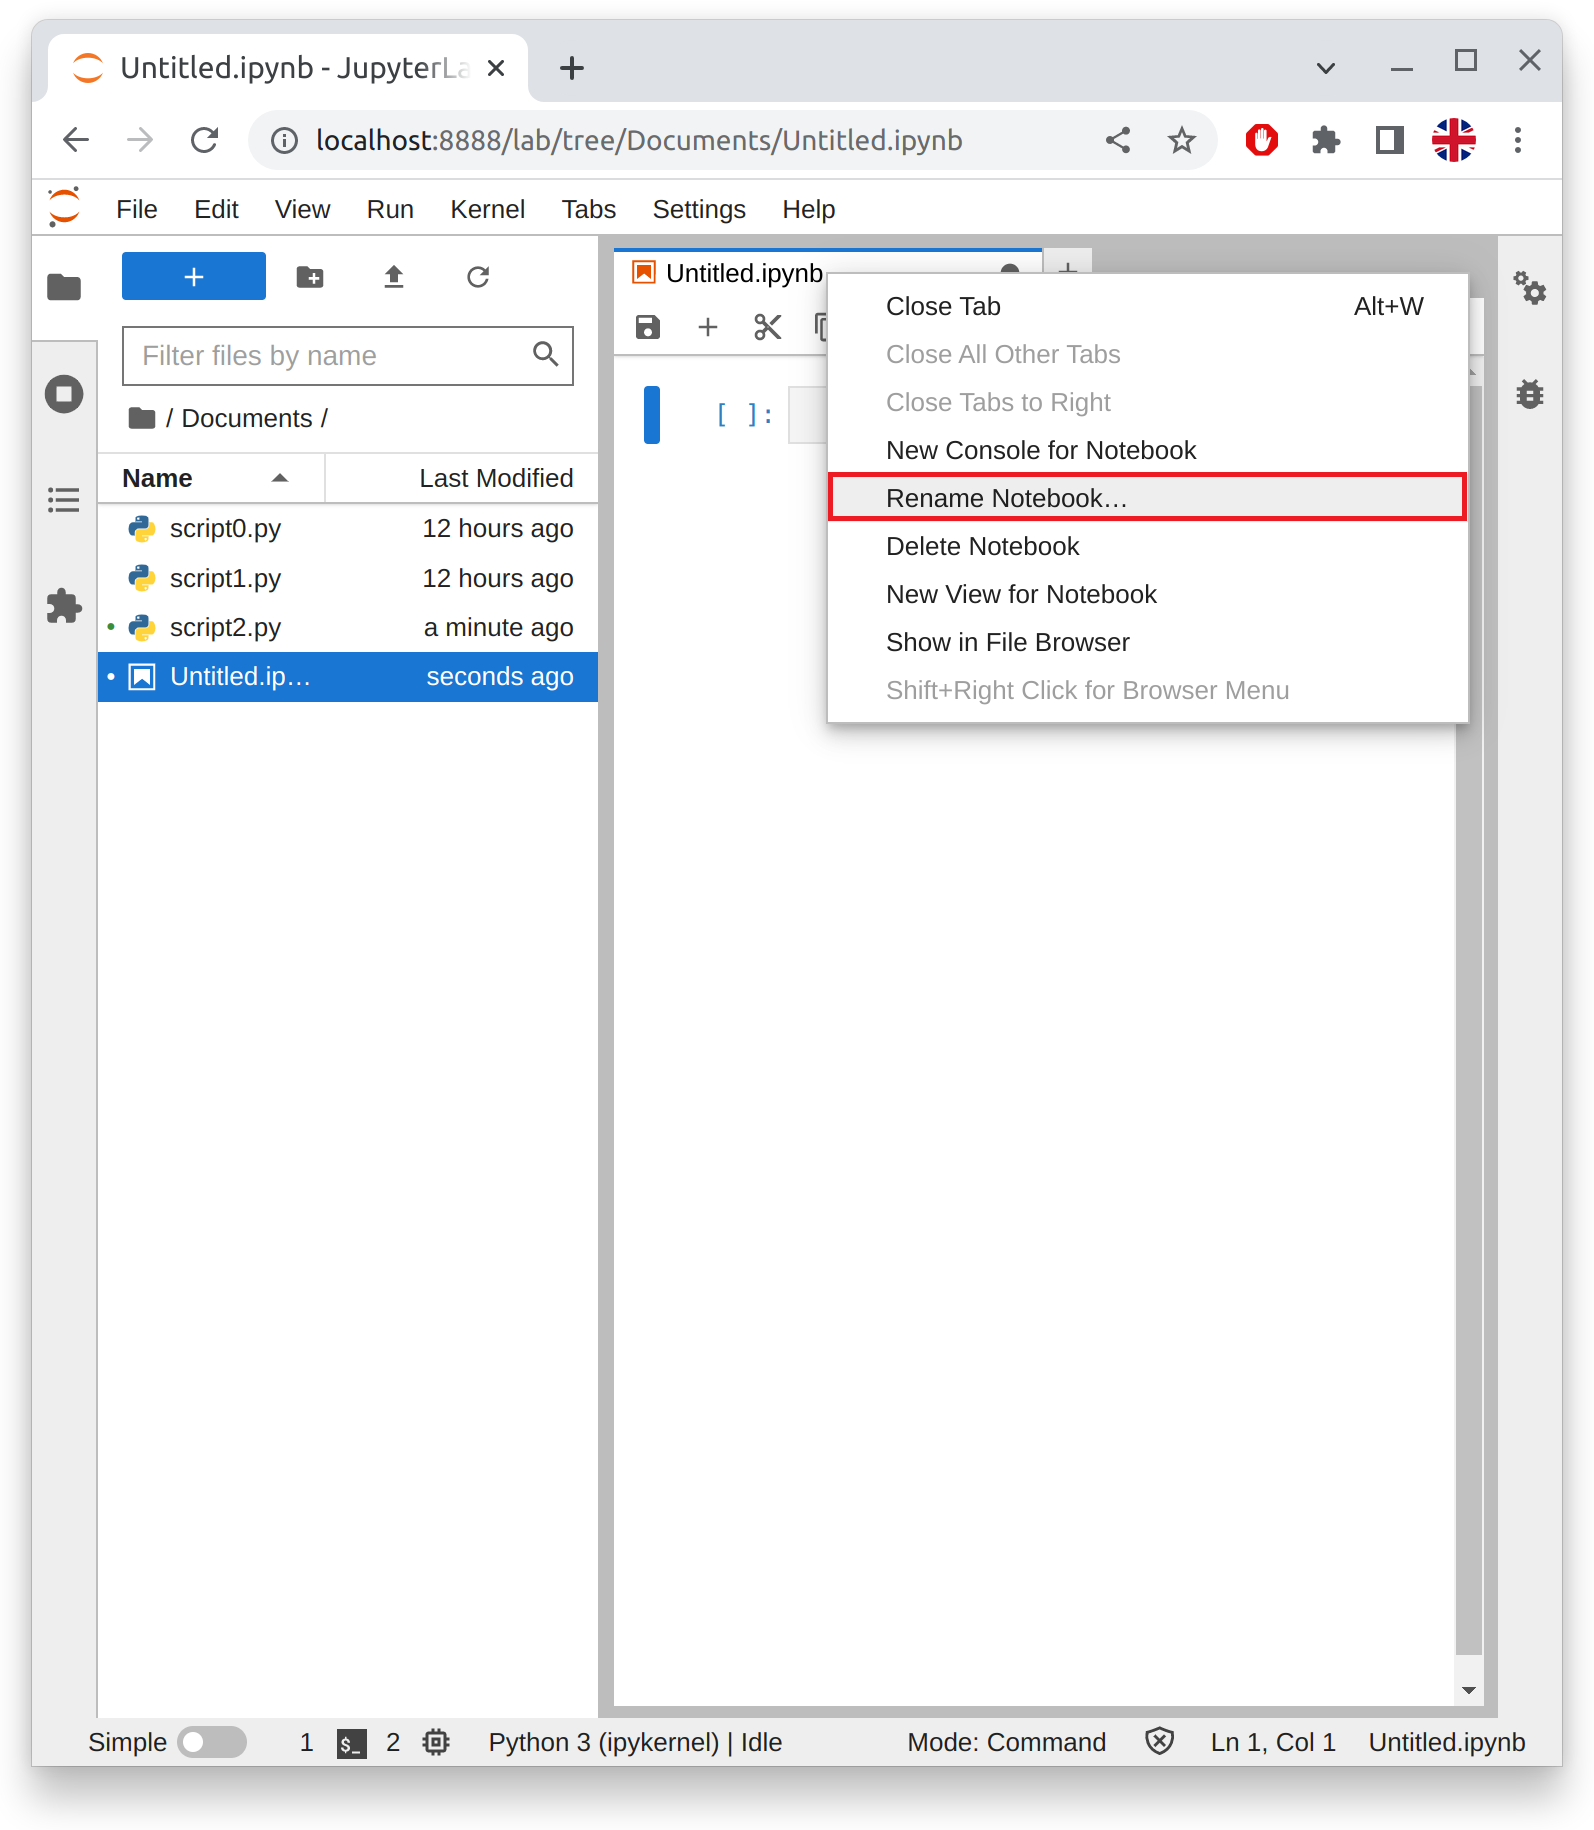 Untitled.ipynb - JupyterLa
localhost:8888/lab/tree/Documents/Untitled.ipynb
File Edit View Run Kernel Tabs Settings Help
Filter files by name
/ Documents /
Name Last Modified
script0.py 12 hours ago
script1.py 12 hours ago
script2.py a minute ago
Untitled.ip… seconds ago
Untitled.ipynb
[ ]:
Close Tab Alt+W
Close All Other Tabs
Close Tabs to Right
New Console for Notebook
Rename Notebook…
Delete Notebook
New View for Notebook
Show in File Browser
Shift+Right Click for Browser Menu
Simple 1 $_ 2 Python 3 (ipykernel) | Idle Mode: Command Ln 1, Col 1 Untitled.ipynb